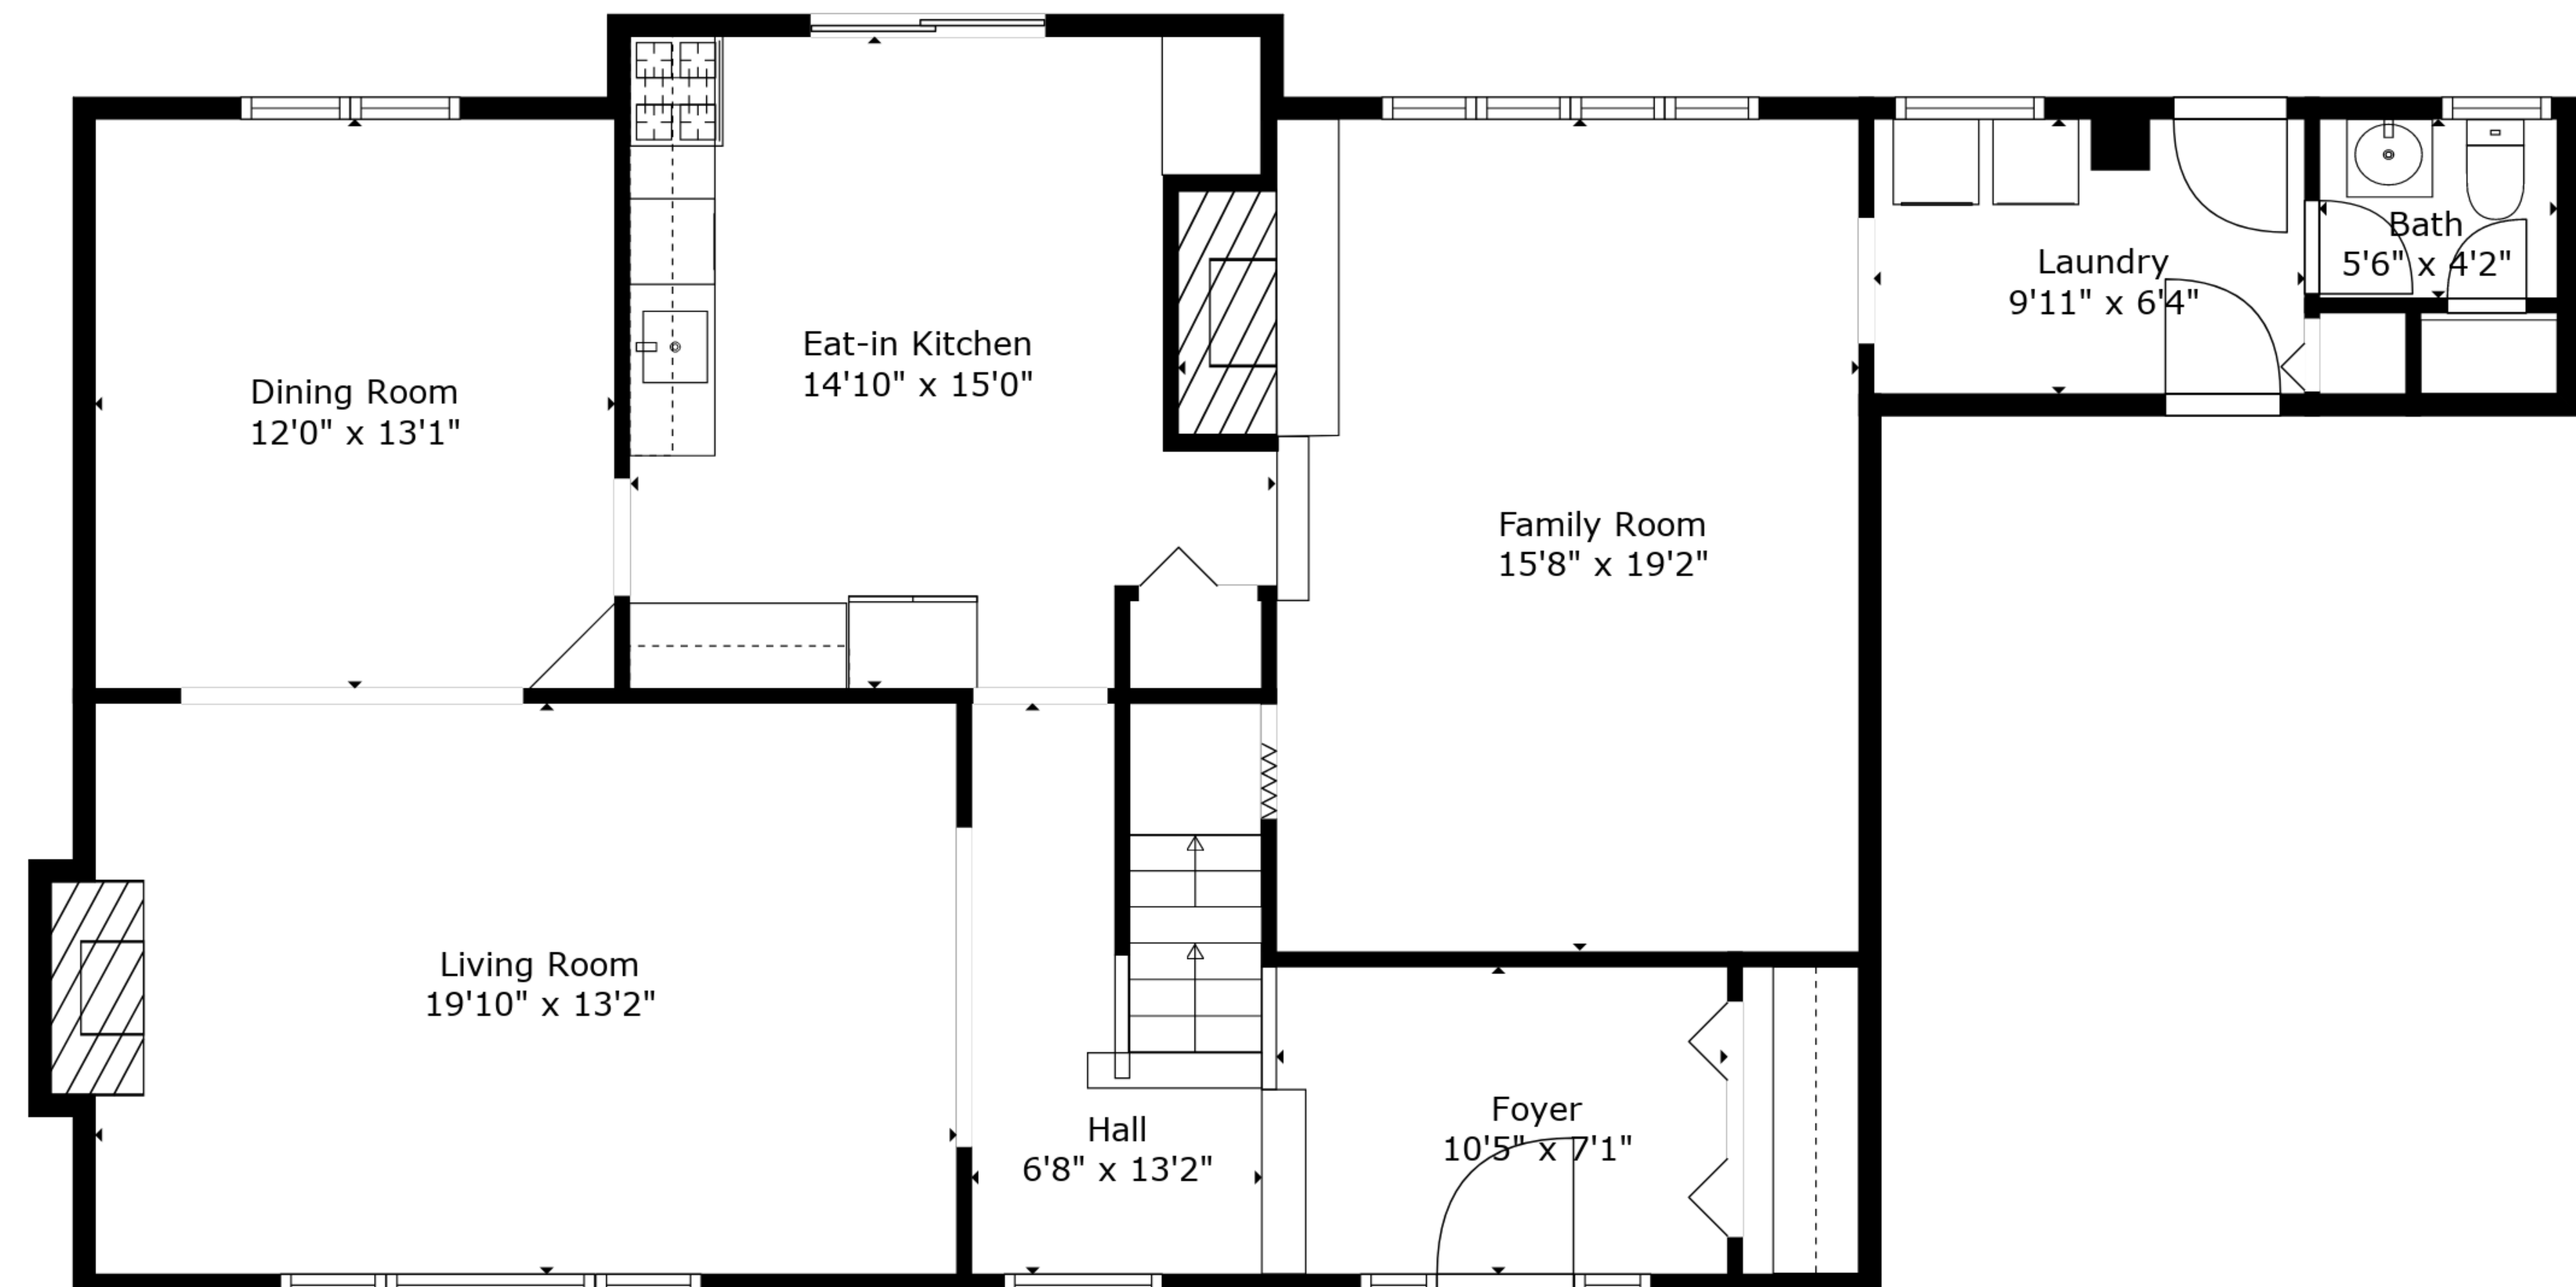 Dining Room
12'0" x 13'1"
Eat-in Kitchen
14'10" x 15'0"
Family Room
15'8" x 19'2"
Laundry
9'11" x 6'4"
Bath
5'6" x 4'2"
Living Room
19'10" x 13'2"
Hall
6'8" x 13'2"
Foyer
10'5" x 7'1"